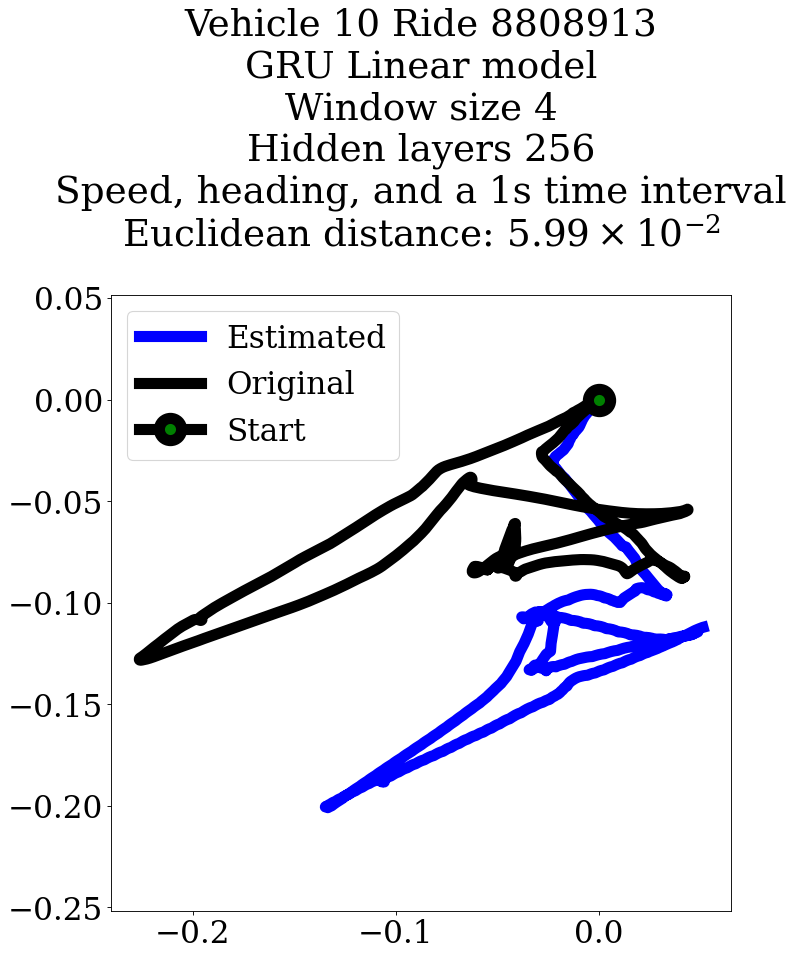 Vehicle 10 Ride 8808913
GRU Linear model
Window size 4
Hidden layers 256
Speed, heading, and a 1s time interval
Euclidean distance: 5.99 × 10⁻²
0.05
Estimated
Original
Start
0.00
−0.05
−0.10
−0.15
−0.20
−0.25
−0.2 −0.1 0.0